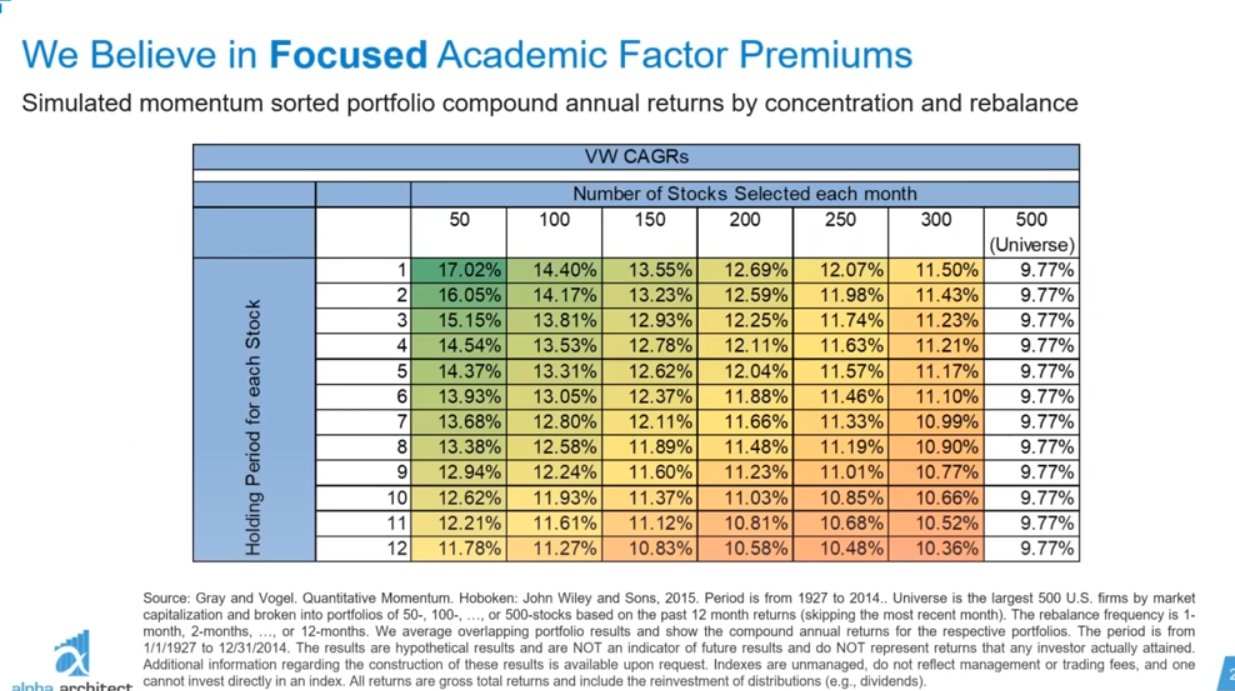 We Believe in Focused Academic Factor Premiums
Simulated momentum sorted portfolio compound annual returns by concentration and rebalance
VW CAGRs
Number of Stocks Selected each month
50 100 150 200 250 300 500
(Universe)
Holding Period for each Stock
1 17.02% 14.40% 13.55% 12.69% 12.07% 11.50% 9.77%
2 16.05% 14.17% 13.23% 12.59% 11.98% 11.43% 9.77%
3 15.15% 13.81% 12.93% 12.25% 11.74% 11.23% 9.77%
4 14.54% 13.53% 12.78% 12.11% 11.63% 11.21% 9.77%
5 14.37% 13.31% 12.62% 12.04% 11.57% 11.17% 9.77%
6 13.93% 13.05% 12.37% 11.88% 11.46% 11.10% 9.77%
7 13.68% 12.80% 12.11% 11.66% 11.33% 10.99% 9.77%
8 13.38% 12.58% 11.89% 11.48% 11.19% 10.90% 9.77%
9 12.94% 12.24% 11.60% 11.23% 11.01% 10.77% 9.77%
10 12.62% 11.93% 11.37% 11.03% 10.85% 10.66% 9.77%
11 12.21% 11.61% 11.12% 10.81% 10.68% 10.52% 9.77%
12 11.78% 11.27% 10.83% 10.58% 10.48% 10.36% 9.77%
Source: Gray and Vogel. Quantitative Momentum. Hoboken: John Wiley and Sons, 2015. Period is from 1927 to 2014.. Universe is the largest 500 U.S. firms by market
capitalization and broken into portfolios of 50-, 100-, …, or 500-stocks based on the past 12 month returns (skipping the most recent month). The rebalance frequency is 1-
month, 2-months, …, or 12-months. We average overlapping portfolio results and show the compound annual returns for the respective portfolios. The period is from
1/1/1927 to 12/31/2014. The results are hypothetical results and are NOT an indicator of future results and do NOT represent returns that any investor actually attained.
Additional information regarding the construction of these results is available upon request. Indexes are unmanaged, do not reflect management or trading fees, and one
cannot invest directly in an index. All returns are gross total returns and include the reinvestment of distributions (e.g., dividends).
alpha architect